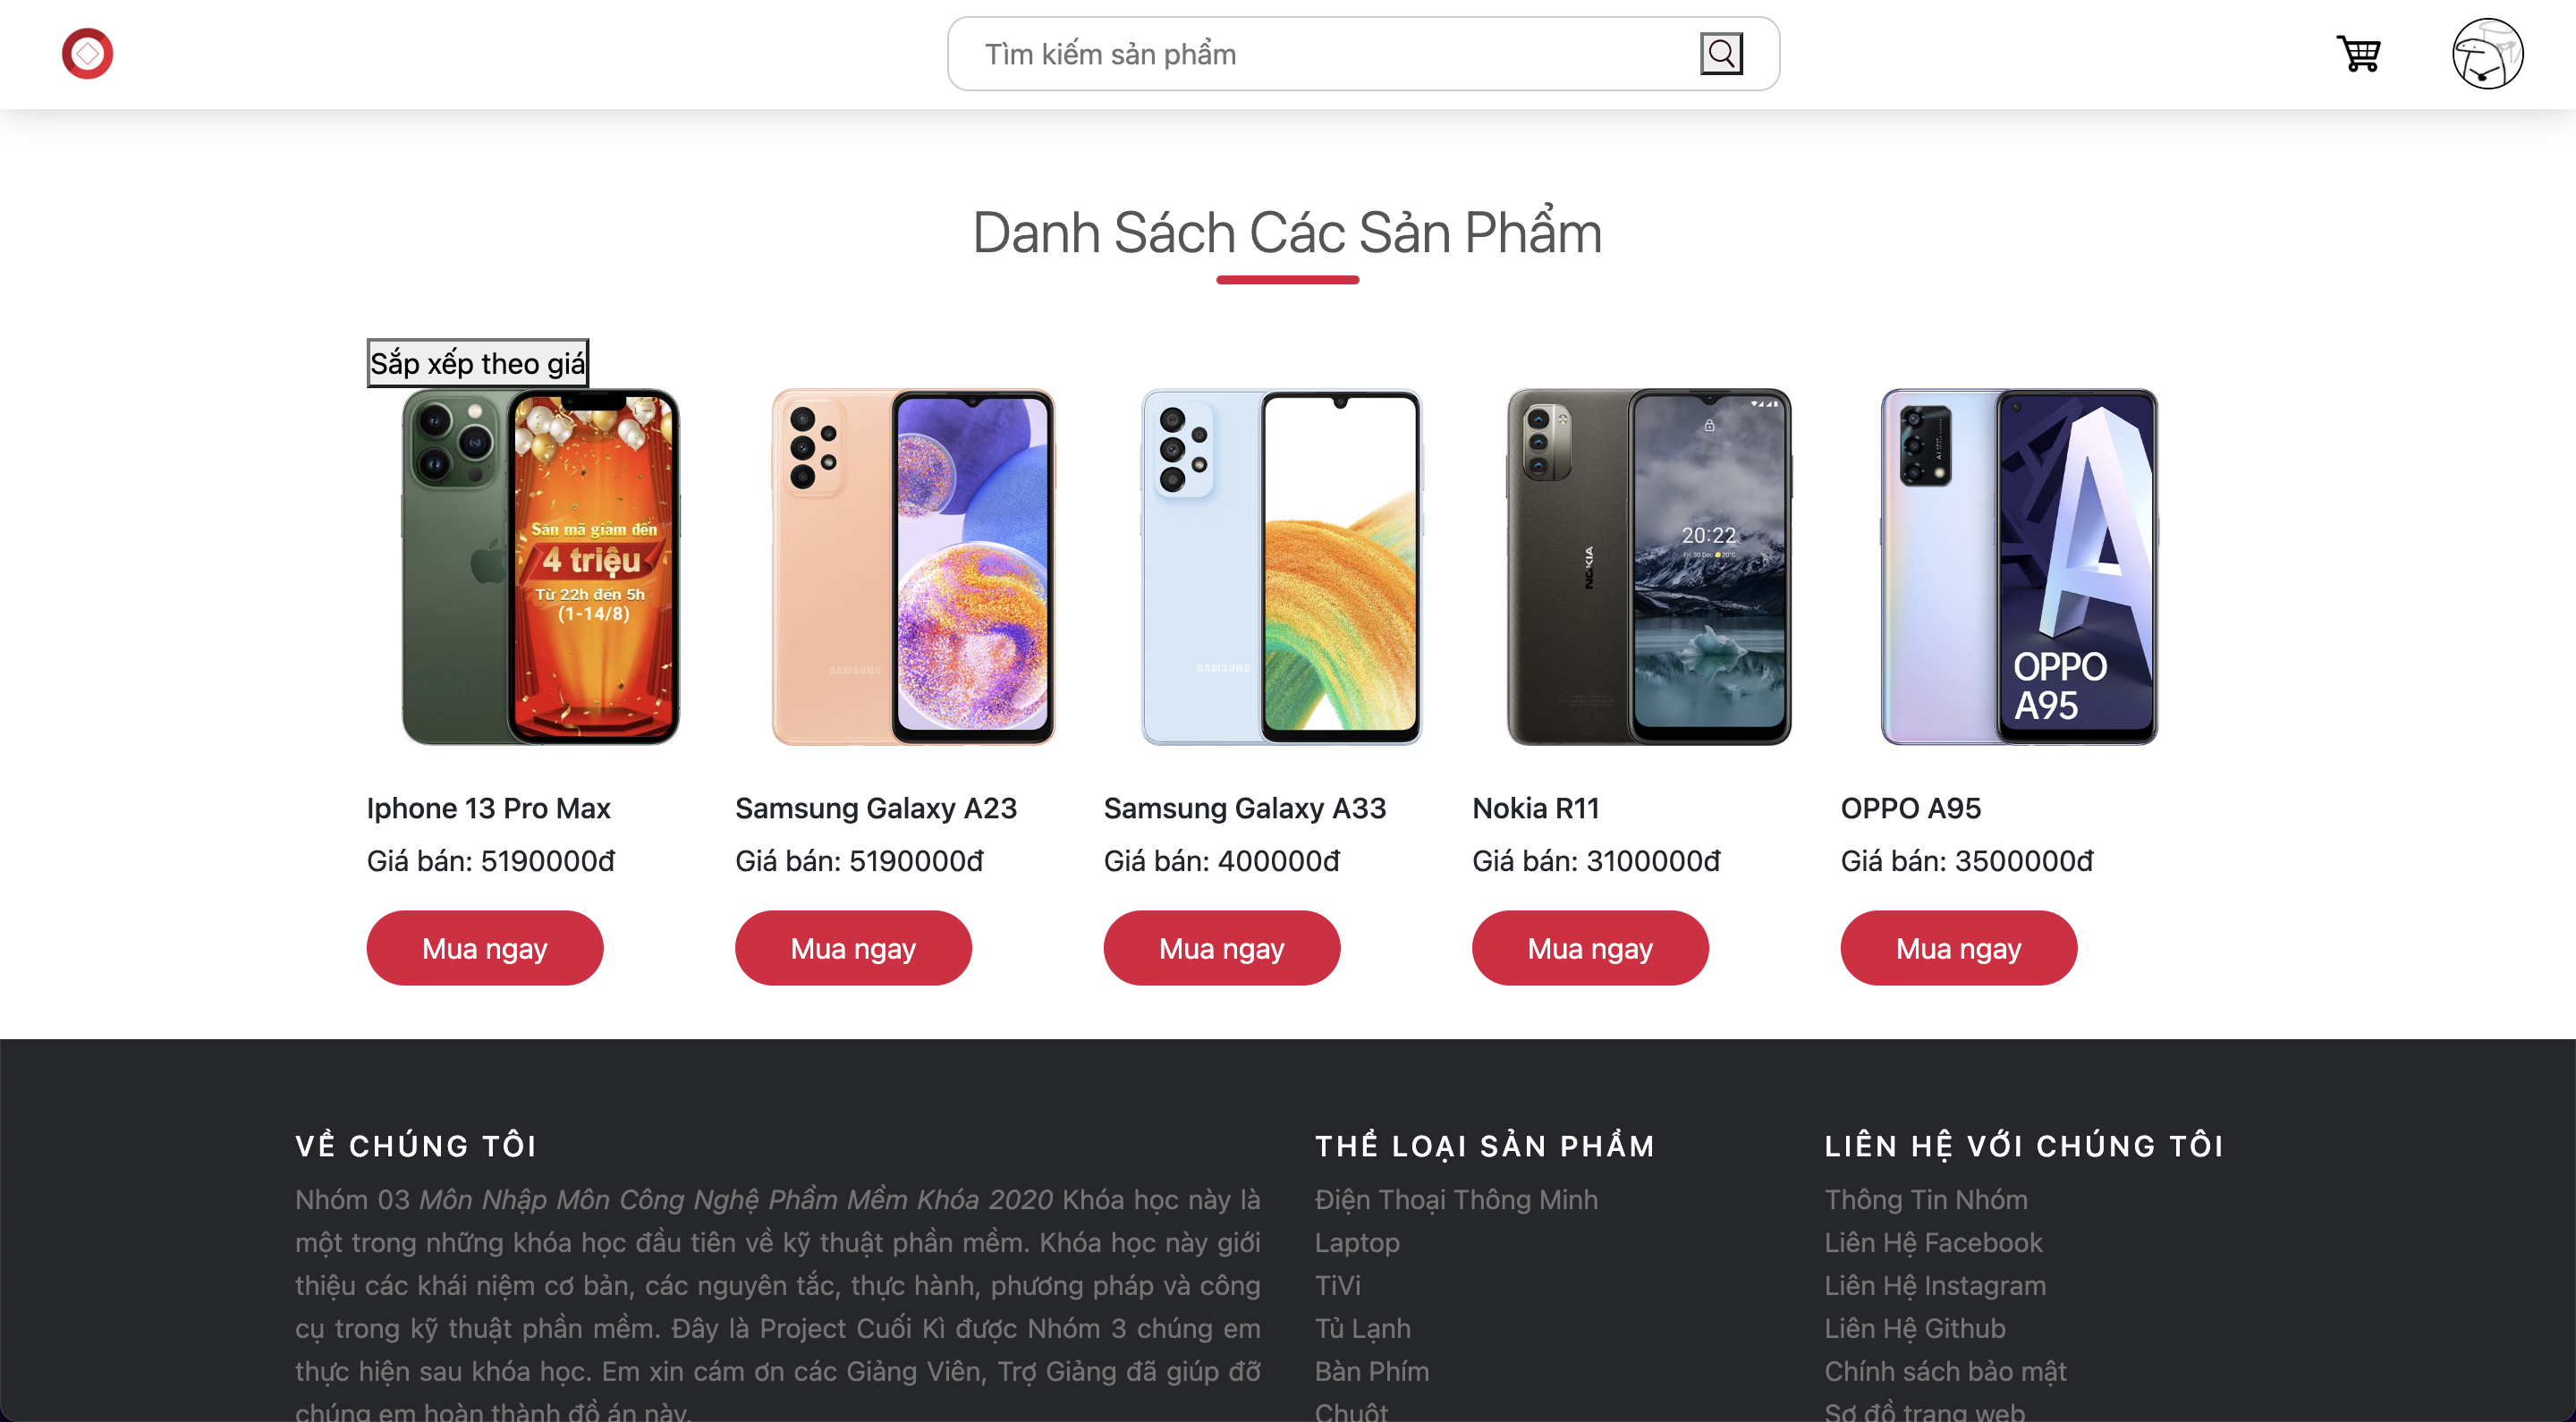 Tìm kiếm sản phẩm
Danh Sách Các Sản Phẩm
Sắp xếp theo giá
Săn mã giảm đến
4 triệu
Từ 22h đến 5h
(1-14/8)
SAMSUNG
SAMSUNG
NOKIA
20:22
Fri, 30 Dec 20°C
OPPO
A95
Iphone 13 Pro Max
Giá bán: 5190000đ
Mua ngay
Samsung Galaxy A23
Giá bán: 5190000đ
Mua ngay
Samsung Galaxy A33
Giá bán: 400000đ
Mua ngay
Nokia R11
Giá bán: 3100000đ
Mua ngay
OPPO A95
Giá bán: 3500000đ
Mua ngay
VỀ CHÚNG TÔI
Nhóm 03 Môn Nhập Môn Công Nghệ Phầm Mềm Khóa 2020 Khóa học này là
một trong những khóa học đầu tiên về kỹ thuật phần mềm. Khóa học này giới
thiệu các khái niệm cơ bản, các nguyên tắc, thực hành, phương pháp và công
cụ trong kỹ thuật phần mềm. Đây là Project Cuối Kì được Nhóm 3 chúng em
thực hiện sau khóa học. Em xin cám ơn các Giảng Viên, Trợ Giảng đã giúp đỡ
chúng em hoàn thành đồ án này.
THỂ LOẠI SẢN PHẨM
Điện Thoại Thông Minh
Laptop
TiVi
Tủ Lạnh
Bàn Phím
Chuột
LIÊN HỆ VỚI CHÚNG TÔI
Thông Tin Nhóm
Liên Hệ Facebook
Liên Hệ Instagram
Liên Hệ Github
Chính sách bảo mật
Sơ đồ trang web